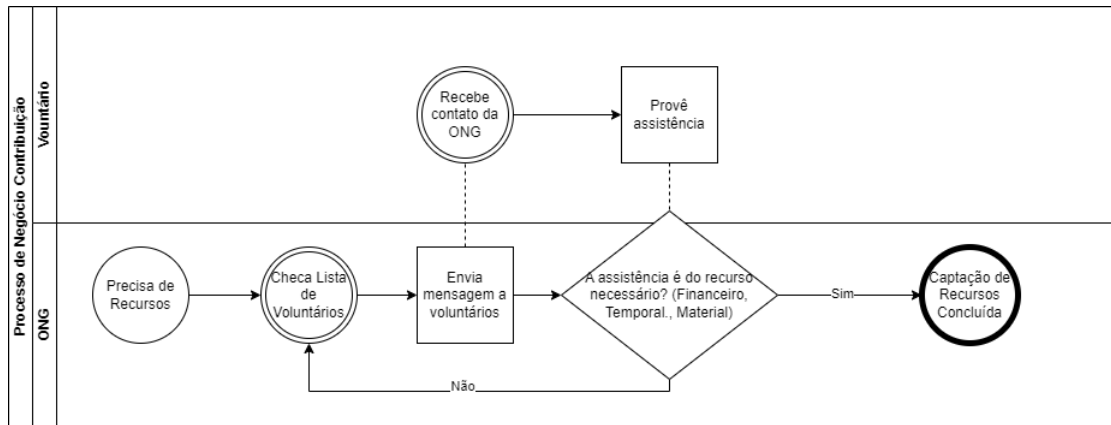 Processo de Negócio Contribuição
Vountário
Recebe
contato da
ONG
Provê
assistência
ONG
Precisa de
Recursos
Checa Lista
de
Voluntários
Envia
mensagem a
voluntários
A assistência é do recurso
necessário? (Financeiro,
Temporal., Material)
Sim
Captação de
Recursos
Concluída
Não